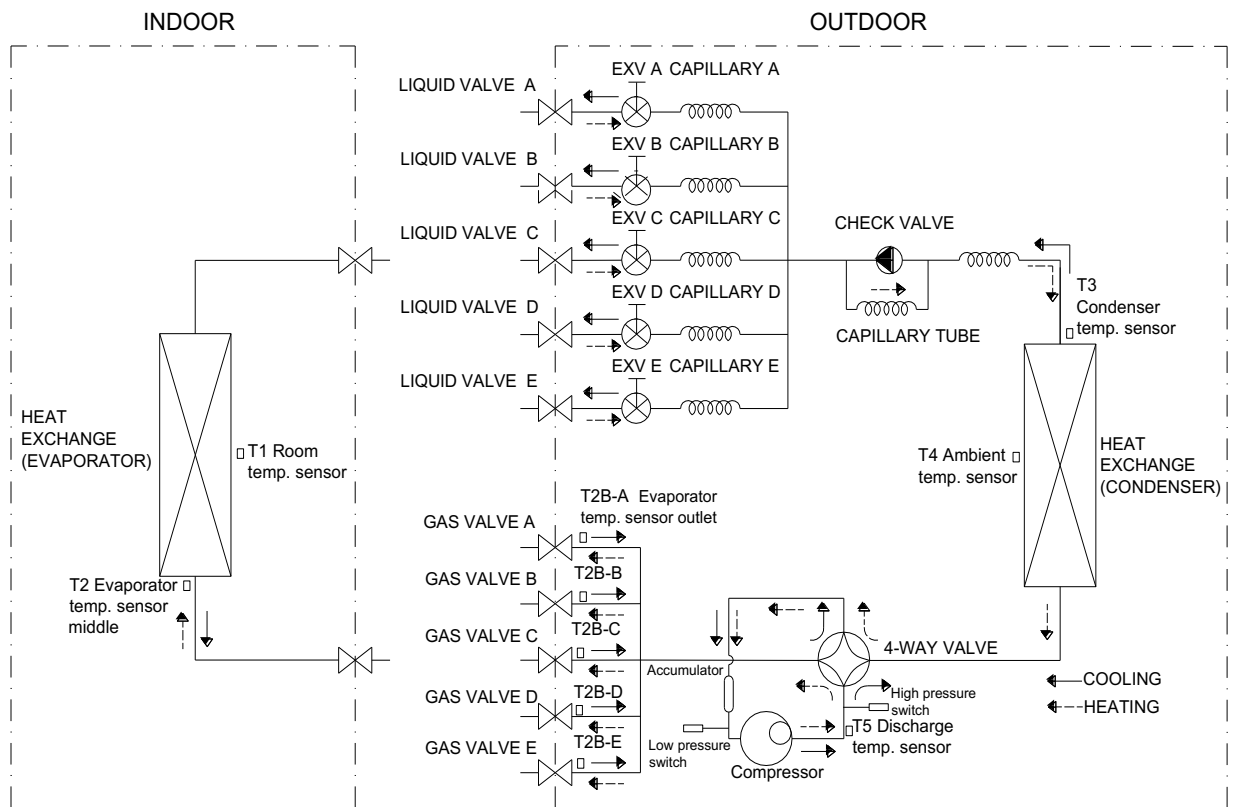 INDOOR
OUTDOOR
EXV A CAPILLARY A
LIQUID VALVE A
EXV B CAPILLARY B
LIQUID VALVE B
EXV C CAPILLARY C
LIQUID VALVE C
CHECK VALVE
EXV D CAPILLARY D
LIQUID VALVE D
T3
Condenser
temp. sensor
CAPILLARY TUBE
EXV E CAPILLARY E
LIQUID VALVE E
HEAT
EXCHANGE
(EVAPORATOR)
T1 Room
temp. sensor
T4 Ambient
temp. sensor
HEAT
EXCHANGE
(CONDENSER)
T2B-A Evaporator
temp. sensor outlet
GAS VALVE A
T2 Evaporator
temp. sensor
middle
GAS VALVE B
T2B-B
GAS VALVE C
T2B-C
4-WAY VALVE
Accumulator
COOLING
GAS VALVE D
T2B-D
High pressure
switch
HEATING
T5 Discharge
temp. sensor
GAS VALVE E
T2B-E
Low pressure
switch
Compressor